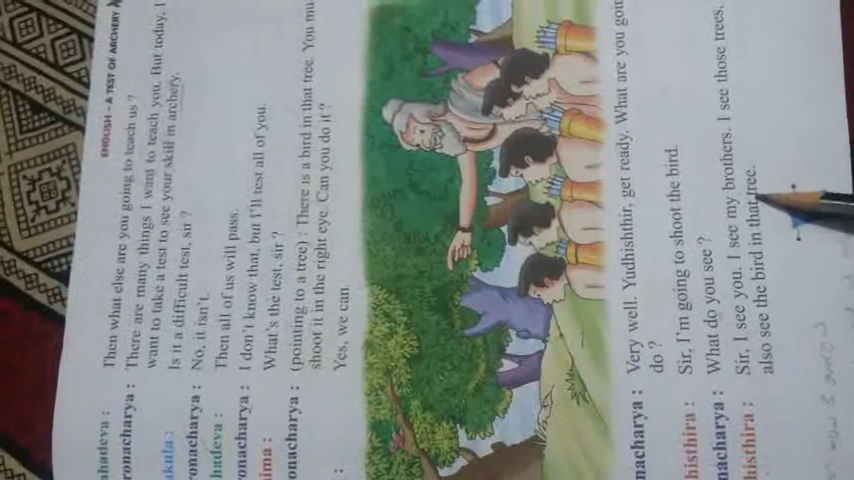 ENGLISH – A TEST OF ARCHERY
ahadeva : Then what else are you going to teach us ?
ronacharya : There are many things I want to teach you. But today, I
want to take a test to see your skill in archery.
akula : Is it a difficult test, sir ?
ronacharya : No, it isn't.
hadeva : Then all of us will pass.
ronacharya : I don't know that, but I'll test all of you.
ima : What's the test, sir ?
onacharya : (pointing to a tree) : There is a bird in that tree. You mu
shoot it in the right eye. Can you do it ?
: Yes, we can.
nacharya : Very well. Yudhishthir, get ready. What are you goin
do ?
histhira : Sir, I'm going to shoot the bird.
nacharya : What do you see ?
histhira : Sir, I see you. I see my brothers. I see those trees.
also see the bird in that tree.